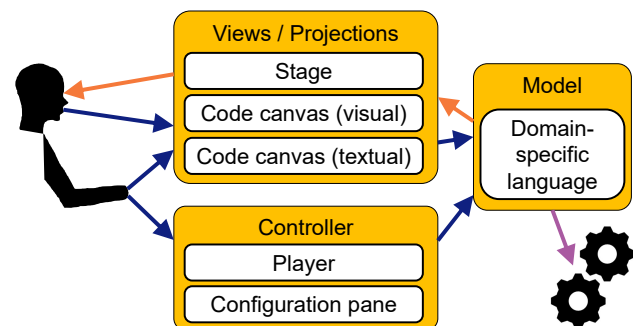 Views / Projections
Stage
Code canvas (visual)
Code canvas (textual)
Model
Domain-
specific
language
Controller
Player
Configuration pane